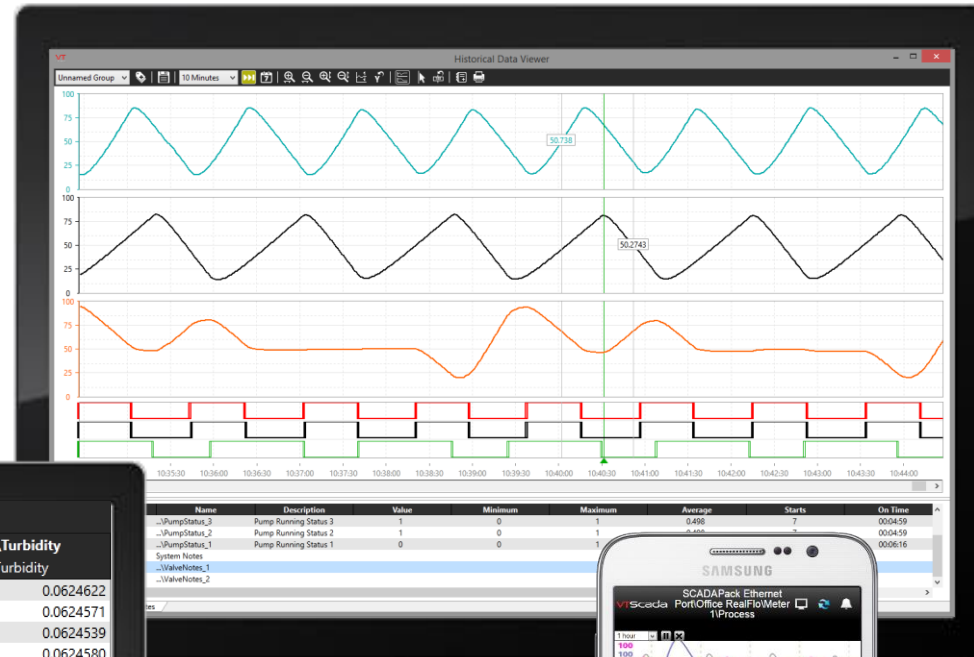 VT Historical Data Viewer
Unnamed Group 10 Minutes
100
75
50
25
0
50.738
100
75
50
25
0
50.2743
100
75
50
25
0
10:35:30 10:36:00 10:36:30 10:37:00 10:37:30 10:38:00 10:38:30 10:39:00 10:39:30 10:40:00 10:40:30 10:41:00 10:41:30 10:42:00 10:42:30 10:43:00 10:43:30 10:44:00
Name Description Value Minimum Maximum Average Starts On Time
...\PumpStatus_3 Pump Running Status 3 1 0 1 0.498 7 00:04:59
...\PumpStatus_2 Pump Running Status 2 1 0 1 7 00:04:59
...\PumpStatus_1 Pump Running Status 1 0 0 1 00:06:16
System Notes
...\ValveNotes_1
...\ValveNotes_2
Turbidity
Turbidity
0.0624622
0.0624571
0.0624539
0.0624580
SAMSUNG
VTScada
SCADAPack Ethernet
Port\Office RealFlo\Meter
1\Process
1 hour
100
100